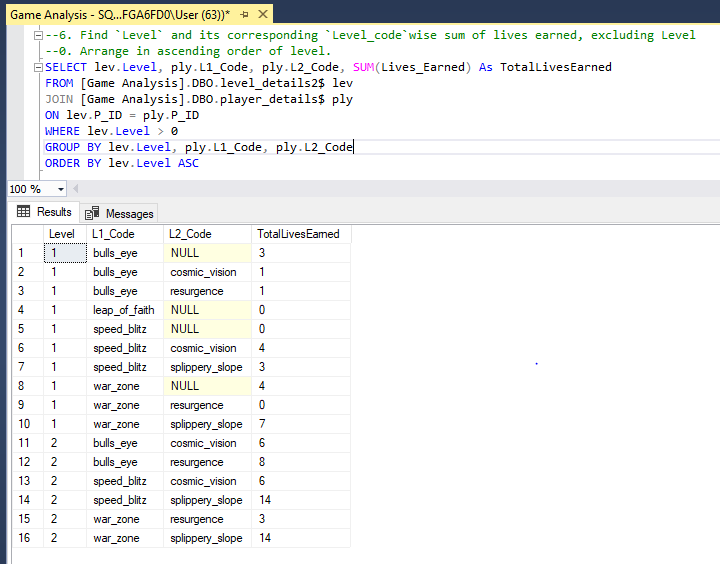 Game Analysis - SQ...FGA6FD0\User (63))*
--6. Find `Level` and its corresponding `Level_code`wise sum of lives earned, excluding Level
--0. Arrange in ascending order of level.
SELECT lev.Level, ply.L1_Code, ply.L2_Code, SUM(Lives_Earned) As TotalLivesEarned
FROM [Game Analysis].DBO.level_details2$ lev
JOIN [Game Analysis].DBO.player_details$ ply
ON lev.P_ID = ply.P_ID
WHERE lev.Level > 0
GROUP BY lev.Level, ply.L1_Code, ply.L2_Code
ORDER BY lev.Level ASC
100 %
Results Messages
Level L1_Code L2_Code TotalLivesEarned
1 1 bulls_eye NULL 3
2 1 bulls_eye cosmic_vision 1
3 1 bulls_eye resurgence 1
4 1 leap_of_faith NULL 0
5 1 speed_blitz NULL 0
6 1 speed_blitz cosmic_vision 4
7 1 speed_blitz splippery_slope 3
8 1 war_zone NULL 4
9 1 war_zone resurgence 0
10 1 war_zone splippery_slope 7
11 2 bulls_eye cosmic_vision 6
12 2 bulls_eye resurgence 8
13 2 speed_blitz cosmic_vision 6
14 2 speed_blitz splippery_slope 14
15 2 war_zone resurgence 3
16 2 war_zone splippery_slope 14